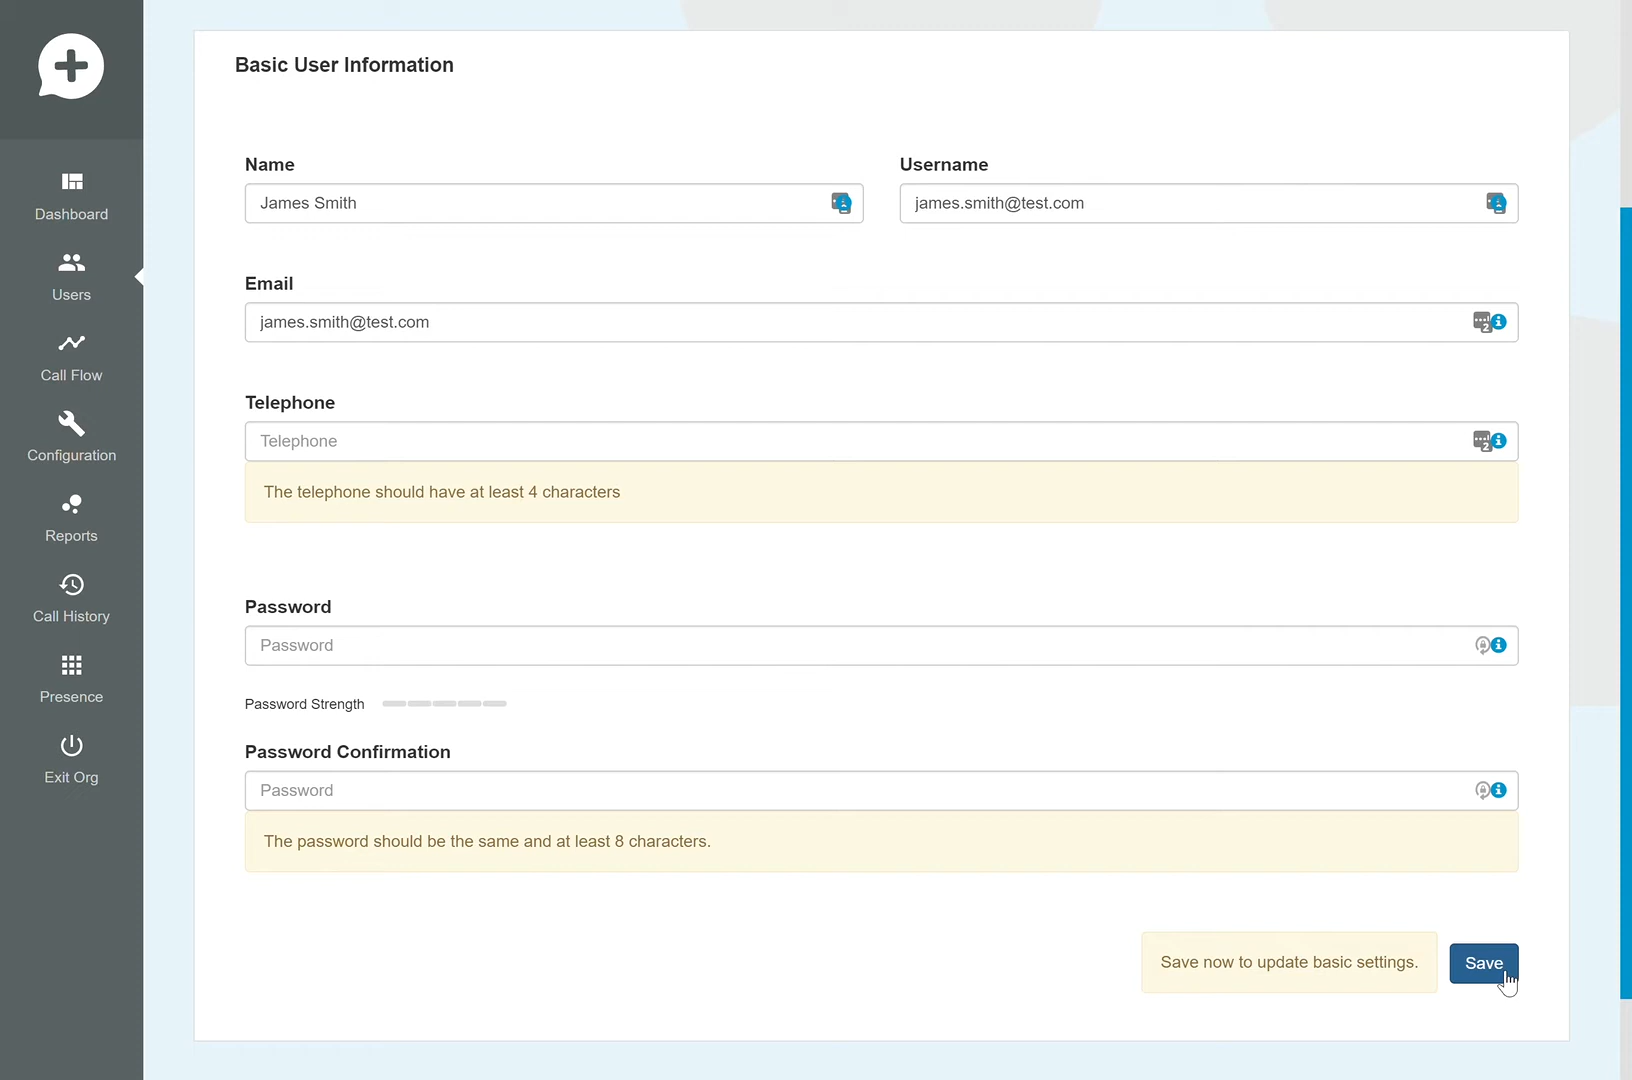 Basic User Information
Name
Username
James Smith
james.smith@test.com
Email
james.smith@test.com
2
Telephone
Telephone
2
The telephone should have at least 4 characters
Password
Password
Password Strength
Password Confirmation
Password
The password should be the same and at least 8 characters.
Save now to update basic settings.
Save
Dashboard
Users
Call Flow
Configuration
Reports
Call History
Presence
Exit Org